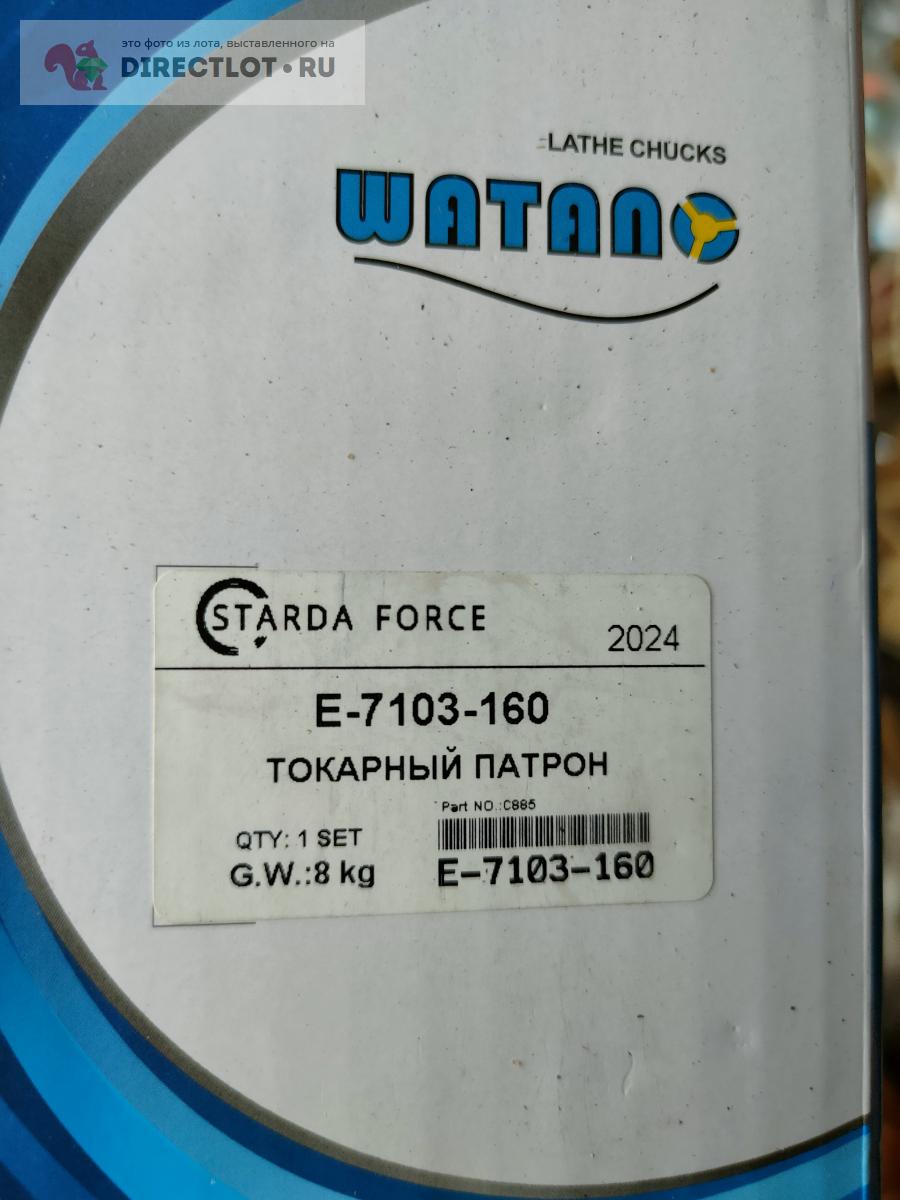 это фото из лота, выставленного на
DIRECTLOT.RU
LATHE CHUCKS
WATANO
STARDA FORCE
2024
E-7103-160
ТОКАРНЫЙ ПАТРОН
Part NO.:C885
QTY: 1 SET
G.W.:8 kg
E-7103-160